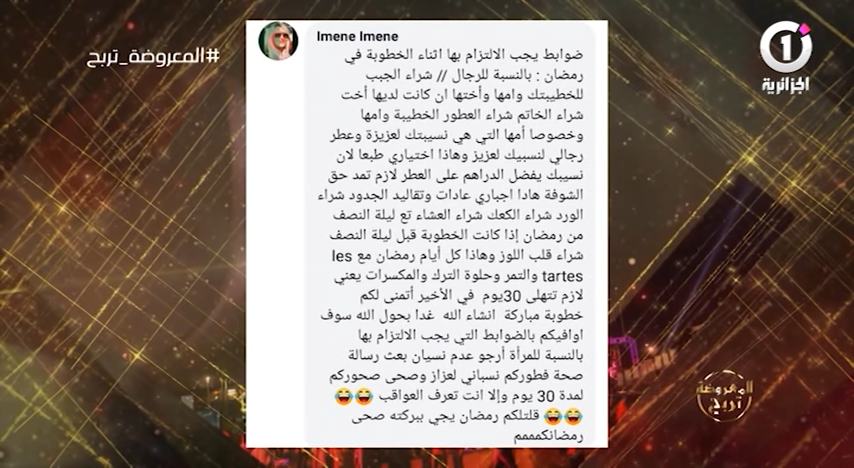 #المعروضة_تربح
1
الجزائرية
Imene Imene
ضوابط يجب الالتزام بها اثناء الخطوبة في
رمضان : بالنسبة للرجال // شراء الجبب
للخطيبتك وامها وأختها ان كانت لديها أخت
شراء الخاتم شراء العطور الخطيبة وامها
وخصوصا أمها التي هي نسيبتك لعزيزة وعطر
رجالي لنسبيك لعزيز وهذا اختياري طبعا لان
نسيبك يفضل الدراهم على العطر لازم تمد حق
الشوفة هادا اجباري عادات وتقاليد الجدود شراء
الورد شراء الكعك شراء العشاء تع ليلة النصف
من رمضان إذا كانت الخطوبة قبل ليلة النصف
شراء قلب اللوز وهاذا كل أيام رمضان مع les
tartes والتمر وحلوة الترك والمكسرات يعني
لازم تتهلى 30يوم في الأخير أتمنى لكم
خطوبة مباركة انشاء الله غدا بحول الله سوف
اوافيكم بالضوابط التي يجب الالتزام بها
بالنسبة للمرأة أرجو عدم نسيان بعث رسالة
صحة فطوركم نسباني لعزاز وصحى صحوركم
لمدة 30 يوم وإلا انت تعرف العواقب 😂😂
😂😂 قلتلكم رمضان يجي ببركته صحى
رمضانكمممم
المعروضة
تربح